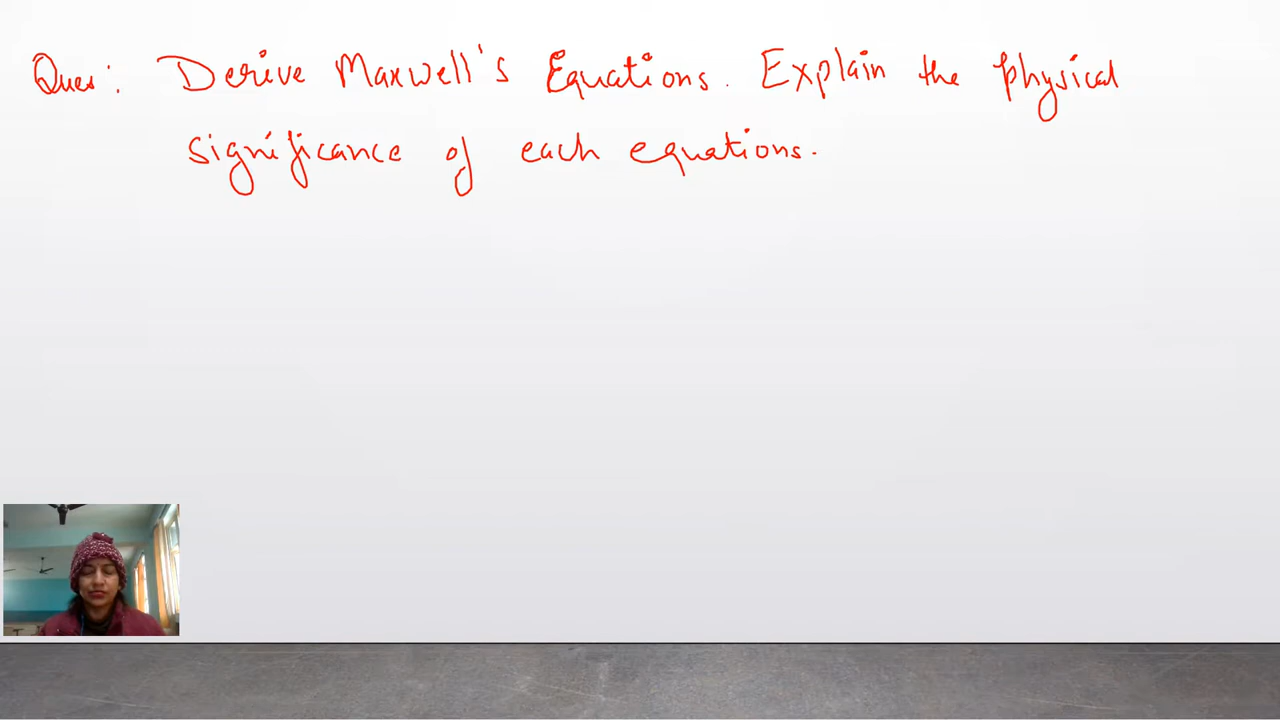 Ques: Derive Maxwell's Equations. Explain the physical
significance of each equations.